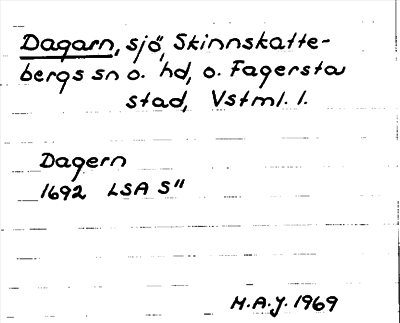 Dagarn, sjö, Skinnskatte-
bergs sn o. hd, o. Fagersta
stad, Vstml. l.
Dagern
1692 LSA S"
H.A.J. 1969